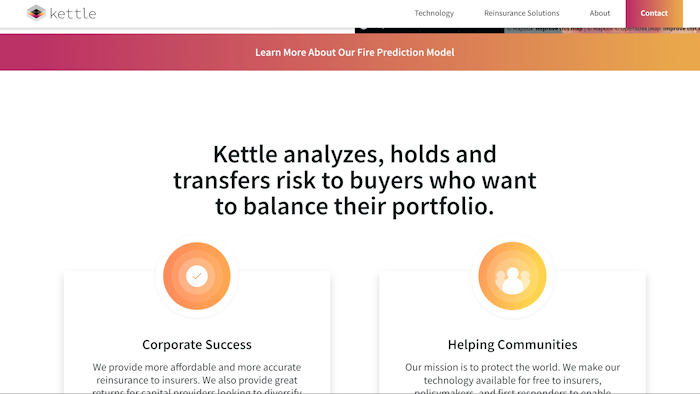 kettle
Technology
Reinsurance Solutions
About
Contact
Learn More About Our Fire Prediction Model
Kettle analyzes, holds and
transfers risk to buyers who want
to balance their portfolio.
Corporate Success
We provide more affordable and more accurate
reinsurance to insurers. We also provide great
returns for capital providers looking to diversify
Helping Communities
Our mission is to protect the world. We make our
technology available for free to insurers,
policymakers, and first responders to enable